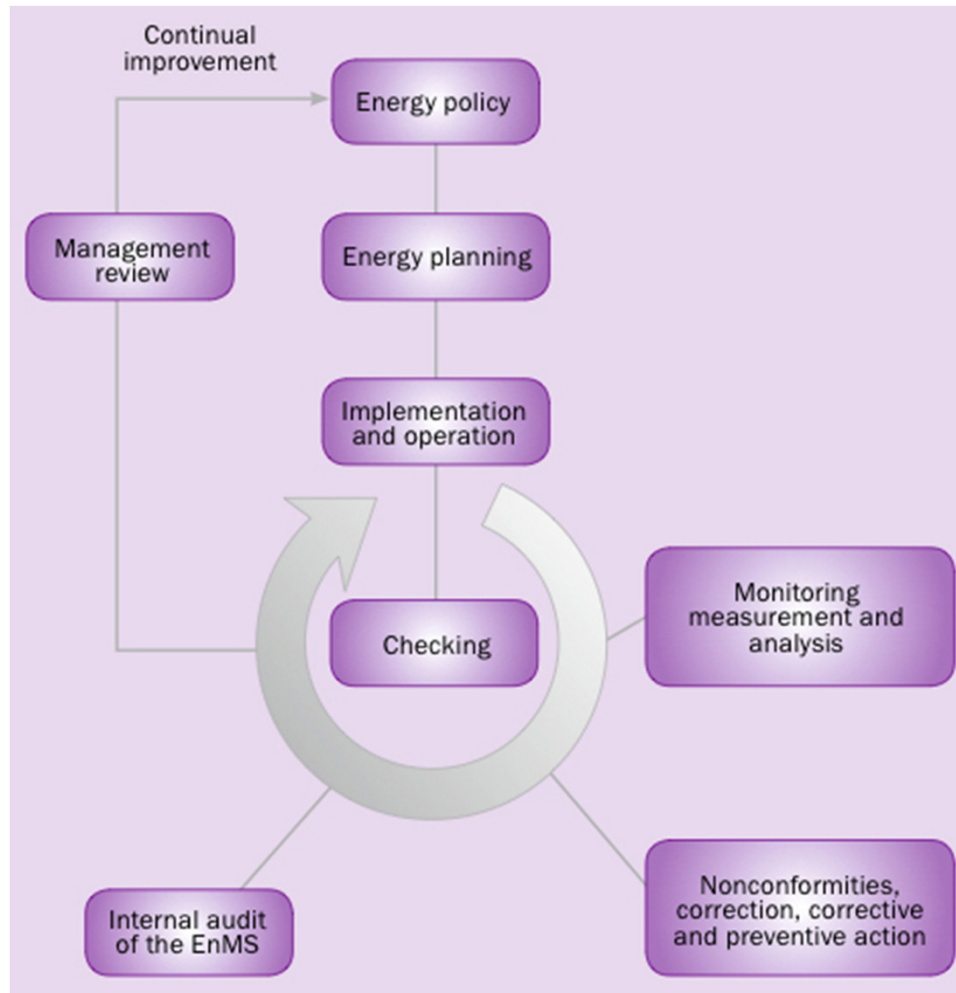 Continual
improvement
Energy policy
Management
review
Energy planning
Implementation
and operation
Checking
Monitoring
measurement and
analysis
Internal audit
of the EnMS
Nonconformities,
correction, corrective
and preventive action